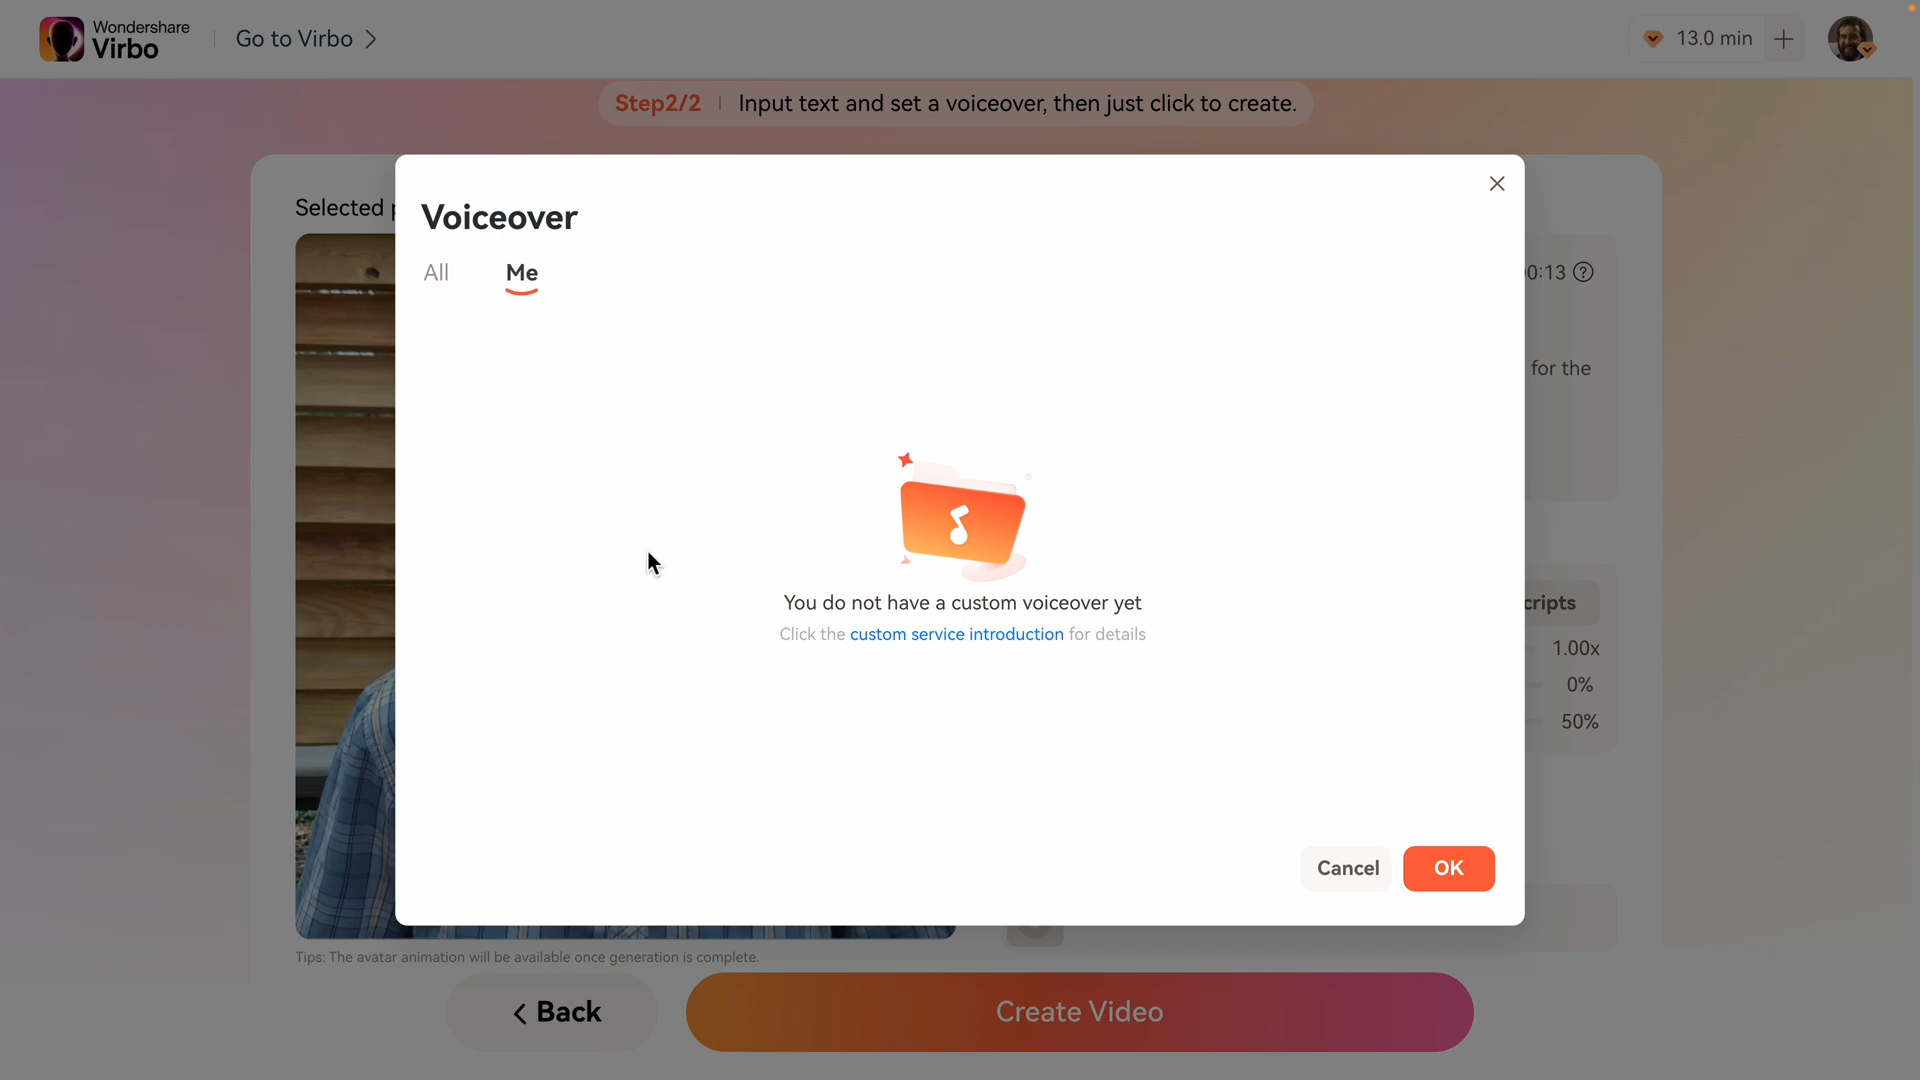 Wondershare
Virbo
Go to Virbo
13.0 min
Step2/2 Input text and set a voiceover, then just click to create.
Selected
Voiceover
All Me
0:13
for the
You do not have a custom voiceover yet
Click the custom service introduction for details
cripts
1.00x
0%
50%
Cancel OK
Tips: The avatar animation will be available once generation is complete.
Back
Create Video